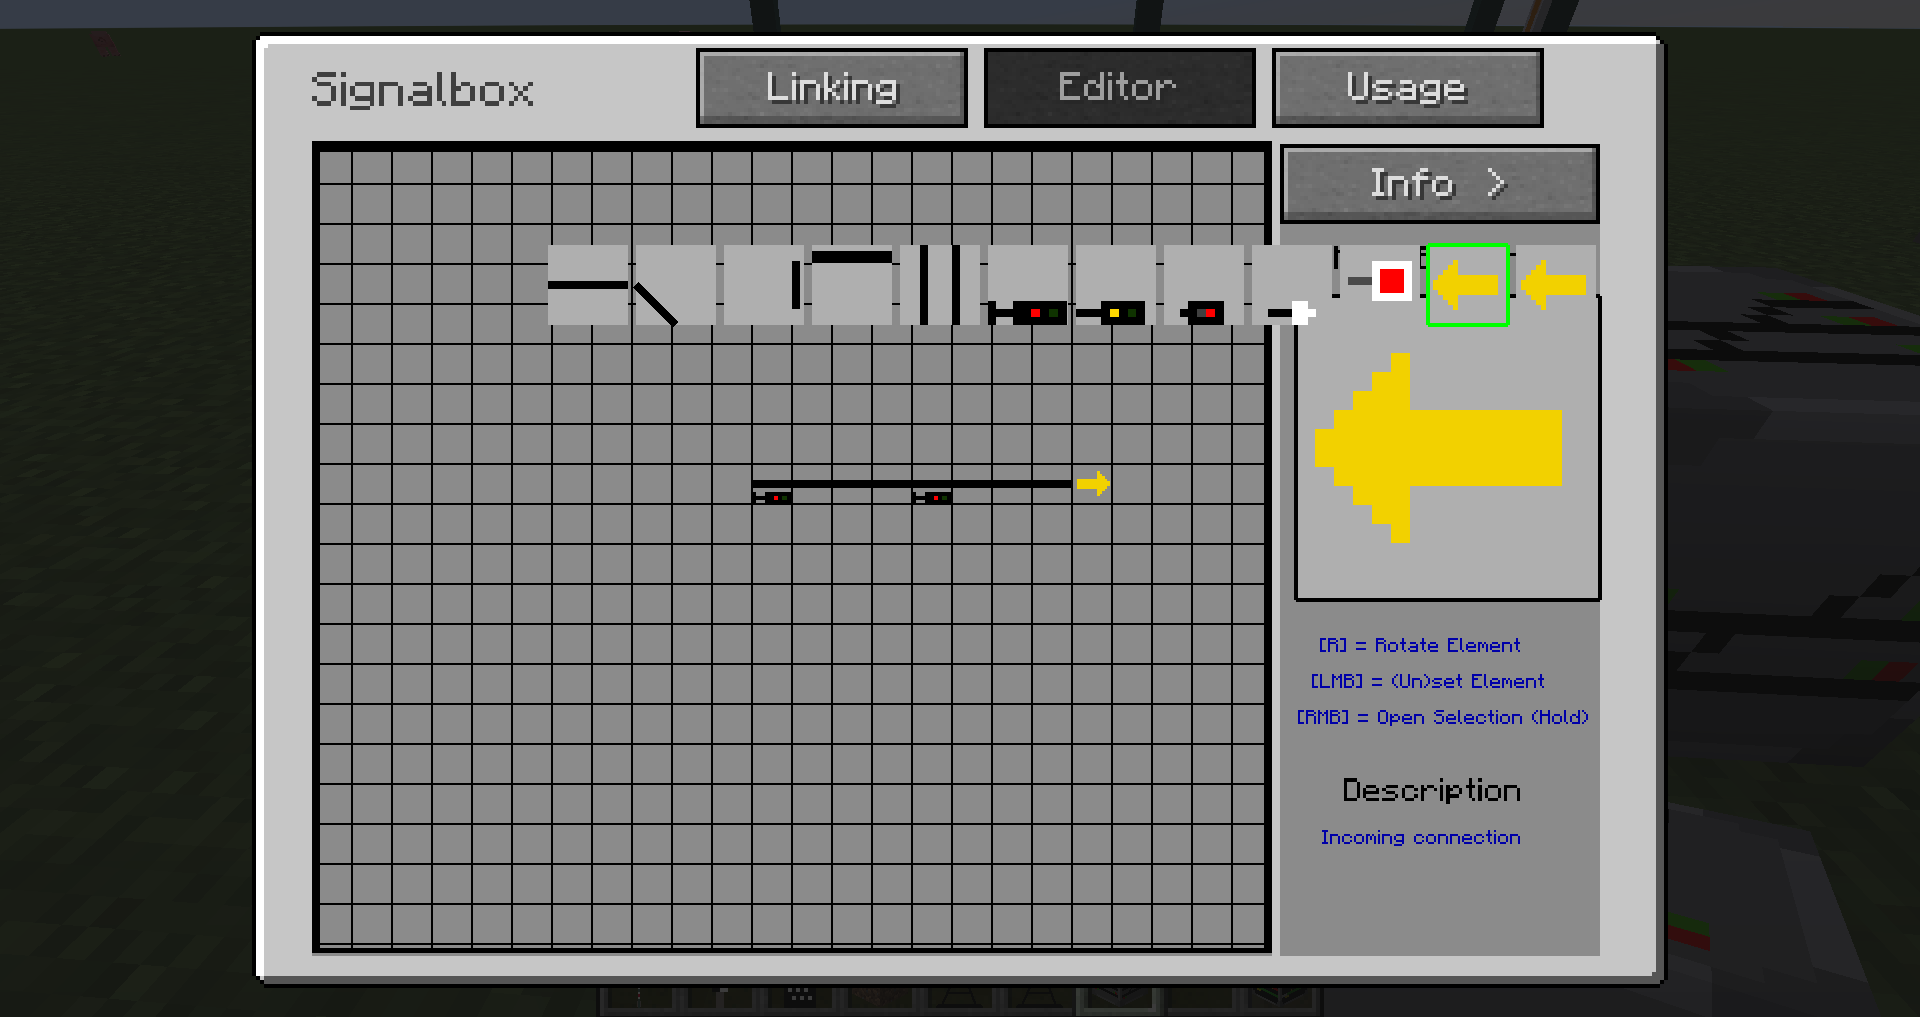 Signalbox
Linking
Editor
Usage
Info >
[R] = Rotate Element
[LMB] = (Un)set Element
[RMB] = Open Selection (Hold)
Description
Incoming connection